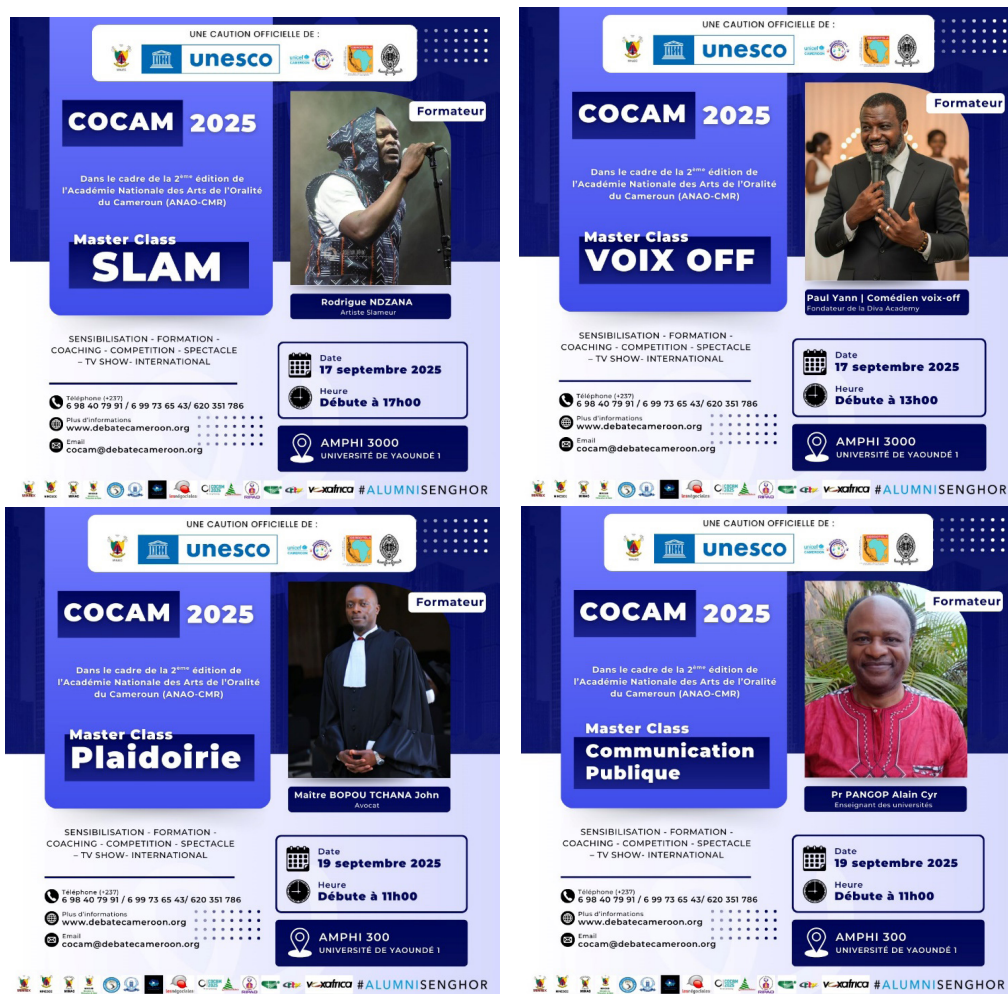 UNE CAUTION OFFICIELLE DE :
unesco
unicef
CAMEROUN
COCAM 2025
Formateur
Dans le cadre de la 2ème édition de
l'Académie Nationale des Arts de l'Oralité
du Cameroun (ANAO-CMR)
Master Class
SLAM
Rodrigue NDZANA
Artiste Slameur
SENSIBILISATION - FORMATION -
COACHING - COMPETITION - SPECTACLE
– TV SHOW- INTERNATIONAL
Date
17 septembre 2025
Heure
Débute à 17h00
Téléphone (+237)
6 98 40 79 91 / 6 99 73 65 43/ 620 351 786
Plus d'informations
www.debatecameroon.org
Email
cocam@debatecameroon.org
AMPHI 3000
UNIVERSITÉ DE YAOUNDÉ 1
voxafrica #ALUMNISENGHOR
UNE CAUTION OFFICIELLE DE :
unesco
unicef
CAMEROUN
COCAM 2025
Formateur
Dans le cadre de la 2ème édition de
l'Académie Nationale des Arts de l'Oralité
du Cameroun (ANAO-CMR)
Master Class
VOIX OFF
Paul Yann | Comédien voix-off
Fondateur de la Diva Academy
SENSIBILISATION - FORMATION -
COACHING - COMPETITION - SPECTACLE
– TV SHOW- INTERNATIONAL
Date
17 septembre 2025
Heure
Débute à 13h00
Téléphone (+237)
6 98 40 79 91 / 6 99 73 65 43/ 620 351 786
Plus d'informations
www.debatecameroon.org
Email
cocam@debatecameroon.org
AMPHI 3000
UNIVERSITÉ DE YAOUNDÉ 1
voxafrica #ALUMNISENGHOR
UNE CAUTION OFFICIELLE DE :
unesco
unicef
CAMEROUN
COCAM 2025
Formateur
Dans le cadre de la 2ème édition de
l'Académie Nationale des Arts de l'Oralité
du Cameroun (ANAO-CMR)
Master Class
Plaidoirie
Maître BOPOU TCHANA John
Avocat
SENSIBILISATION - FORMATION -
COACHING - COMPETITION - SPECTACLE
– TV SHOW- INTERNATIONAL
Date
19 septembre 2025
Heure
Débute à 11h00
Téléphone (+237)
6 98 40 79 91 / 6 99 73 65 43/ 620 351 786
Plus d'informations
www.debatecameroon.org
Email
cocam@debatecameroon.org
AMPHI 300
UNIVERSITÉ DE YAOUNDÉ 1
voxafrica #ALUMNISENGHOR
UNE CAUTION OFFICIELLE DE :
unesco
unicef
CAMEROUN
COCAM 2025
Formateur
Dans le cadre de la 2ème édition de
l'Académie Nationale des Arts de l'Oralité
du Cameroun (ANAO-CMR)
Master Class
Communication
Publique
Pr PANGOP Alain Cyr
Enseignant des universités
SENSIBILISATION - FORMATION -
COACHING - COMPETITION - SPECTACLE
– TV SHOW- INTERNATIONAL
Date
19 septembre 2025
Heure
Débute à 11h00
Téléphone (+237)
6 98 40 79 91 / 6 99 73 65 43/ 620 351 786
Plus d'informations
www.debatecameroon.org
Email
cocam@debatecameroon.org
AMPHI 300
UNIVERSITÉ DE YAOUNDÉ 1
voxafrica #ALUMNISENGHOR